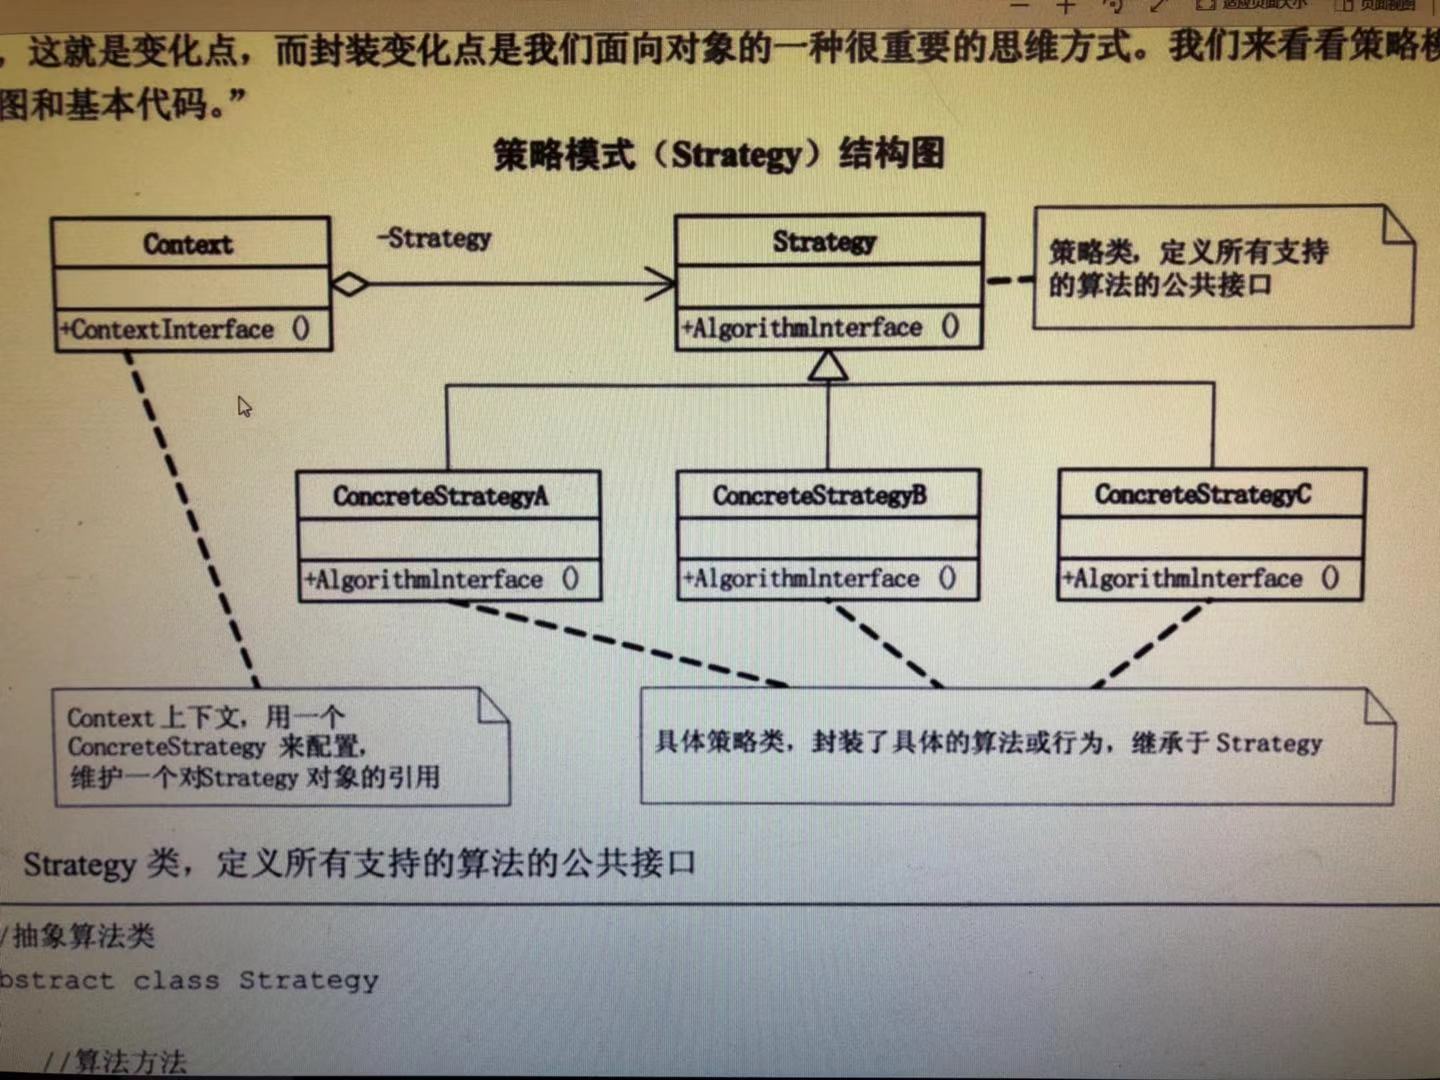 ，这就是变化点，而封装变化点是我们面向对象的一种很重要的思维方式。我们来看看策略模
图和基本代码。”
策略模式（Strategy）结构图
Context
-Strategy
Strategy
策略类，定义所有支持
的算法的公共接口
+ContextInterface ()
+AlgorithmInterface ()
ConcreteStrategyA
ConcreteStrategyB
ConcreteStrategyC
+AlgorithmInterface ()
+AlgorithmInterface ()
+AlgorithmInterface ()
Context 上下文，用一个
ConcreteStrategy 来配置，
维护一个对Strategy 对象的引用
具体策略类，封装了具体的算法或行为，继承于 Strategy
Strategy 类，定义所有支持的算法的公共接口
/抽象算法类
bstract class Strategy
//算法方法